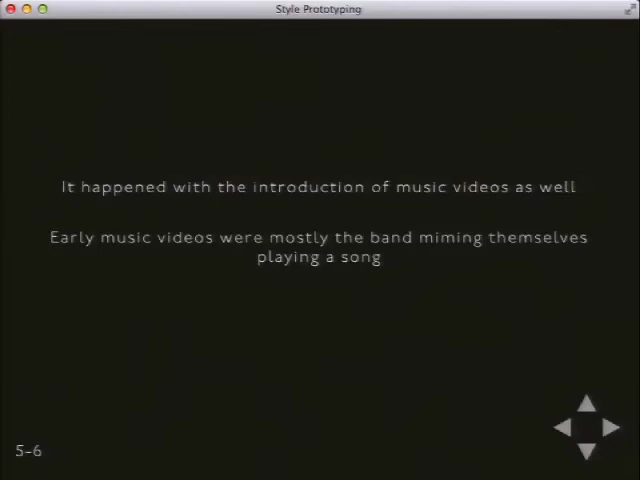 Style Prototyping
It happened with the introduction of music videos as well
Early music videos were mostly the band miming themselves
playing a song
5-6